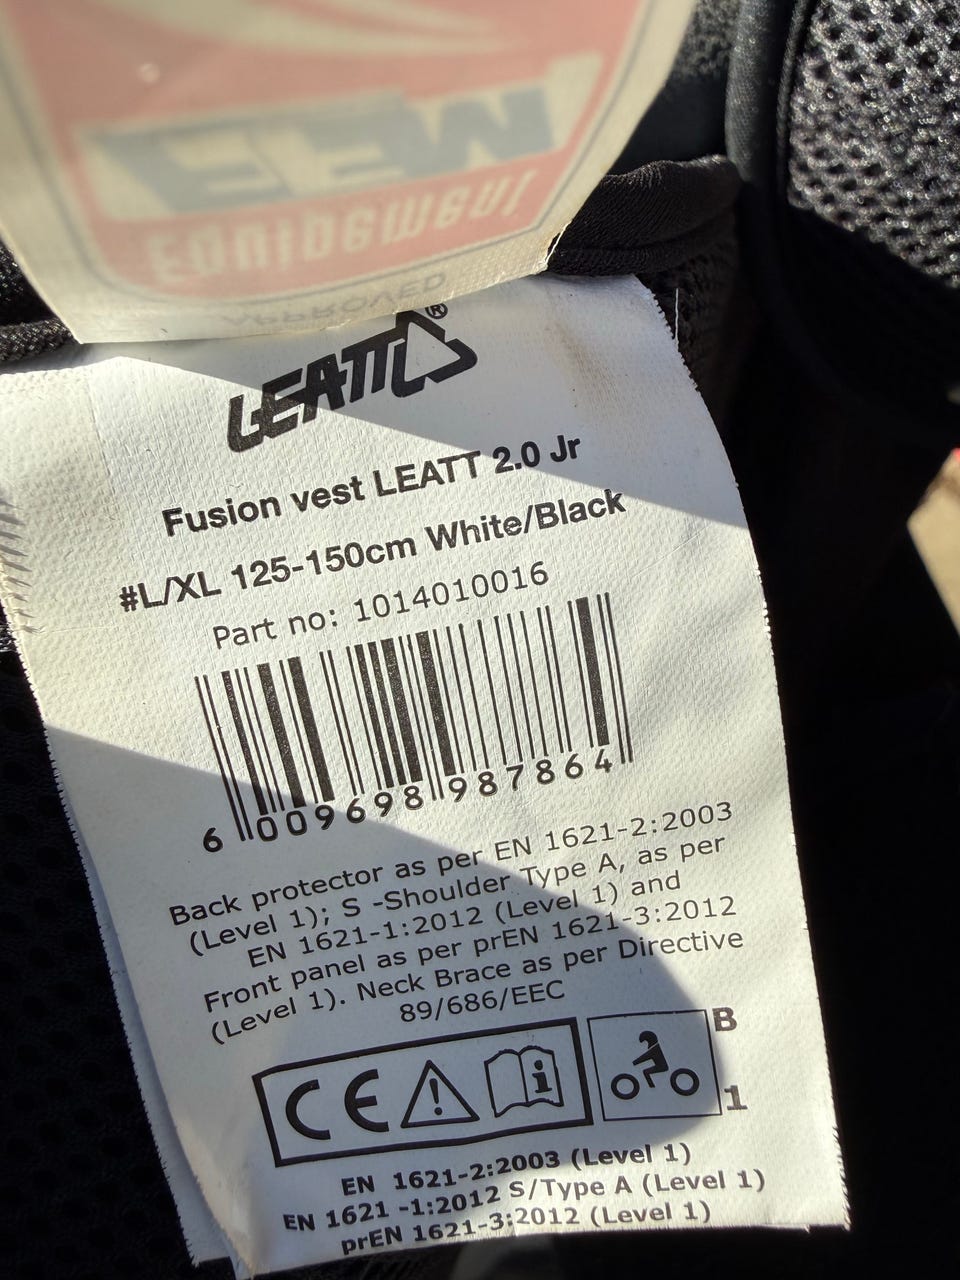 NEEW
Equipement
APPROVED
LEATT®
Fusion vest LEATT 2.0 Jr
#L/XL 125-150cm White/Black
Part no: 1014010016
6 009698 987864
Back protector as per EN 1621-2:2003
(Level 1); S -Shoulder Type A, as per
EN 1621-1:2012 (Level 1) and
Front panel as per prEN 1621-3:2012
(Level 1). Neck Brace as per Directive
89/686/EEC
CE
i
B
1
EN 1621-2:2003 (Level 1)
EN 1621 -1:2012 S/Type A (Level 1)
prEN 1621-3:2012 (Level 1)